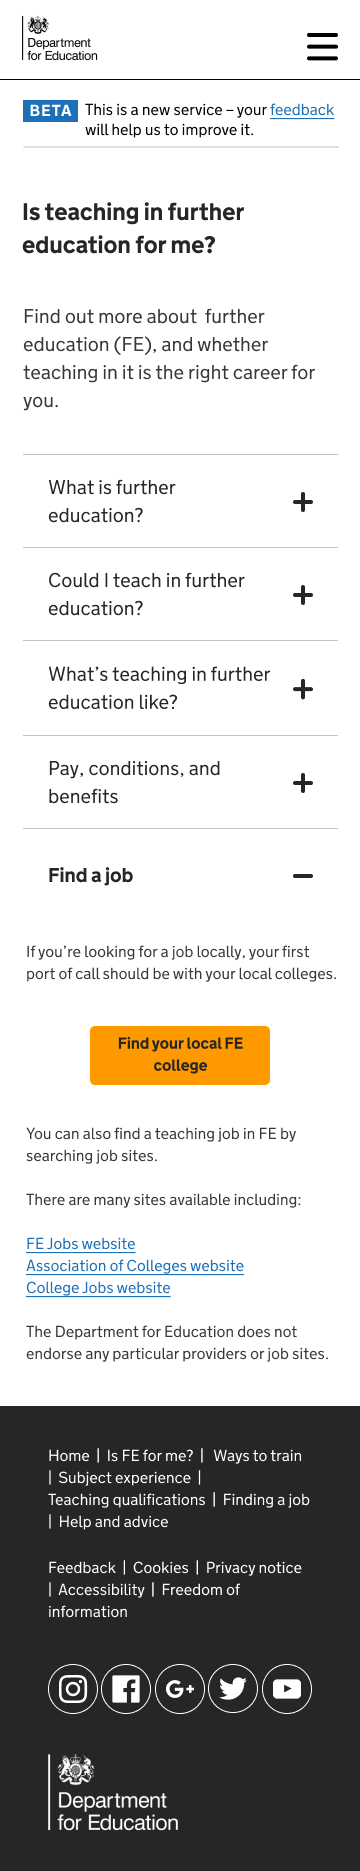 Department
for Education
BETA This is a new service – your feedback
will help us to improve it.
Is teaching in further
education for me?
Find out more about further
education (FE), and whether
teaching in it is the right career for
you.
What is further
education?
Could I teach in further
education?
What’s teaching in further
education like?
Pay, conditions, and
benefits
Find a job
If you’re looking for a job locally, your first
port of call should be with your local colleges.
Find your local FE
college
You can also find a teaching job in FE by
searching job sites.
There are many sites available including:
FE Jobs website
Association of Colleges website
College Jobs website
The Department for Education does not
endorse any particular providers or job sites.
Home | Is FE for me? | Ways to train
| Subject experience |
Teaching qualifications | Finding a job
| Help and advice
Feedback | Cookies | Privacy notice
| Accessibility | Freedom of
information
G+
Department
for Education